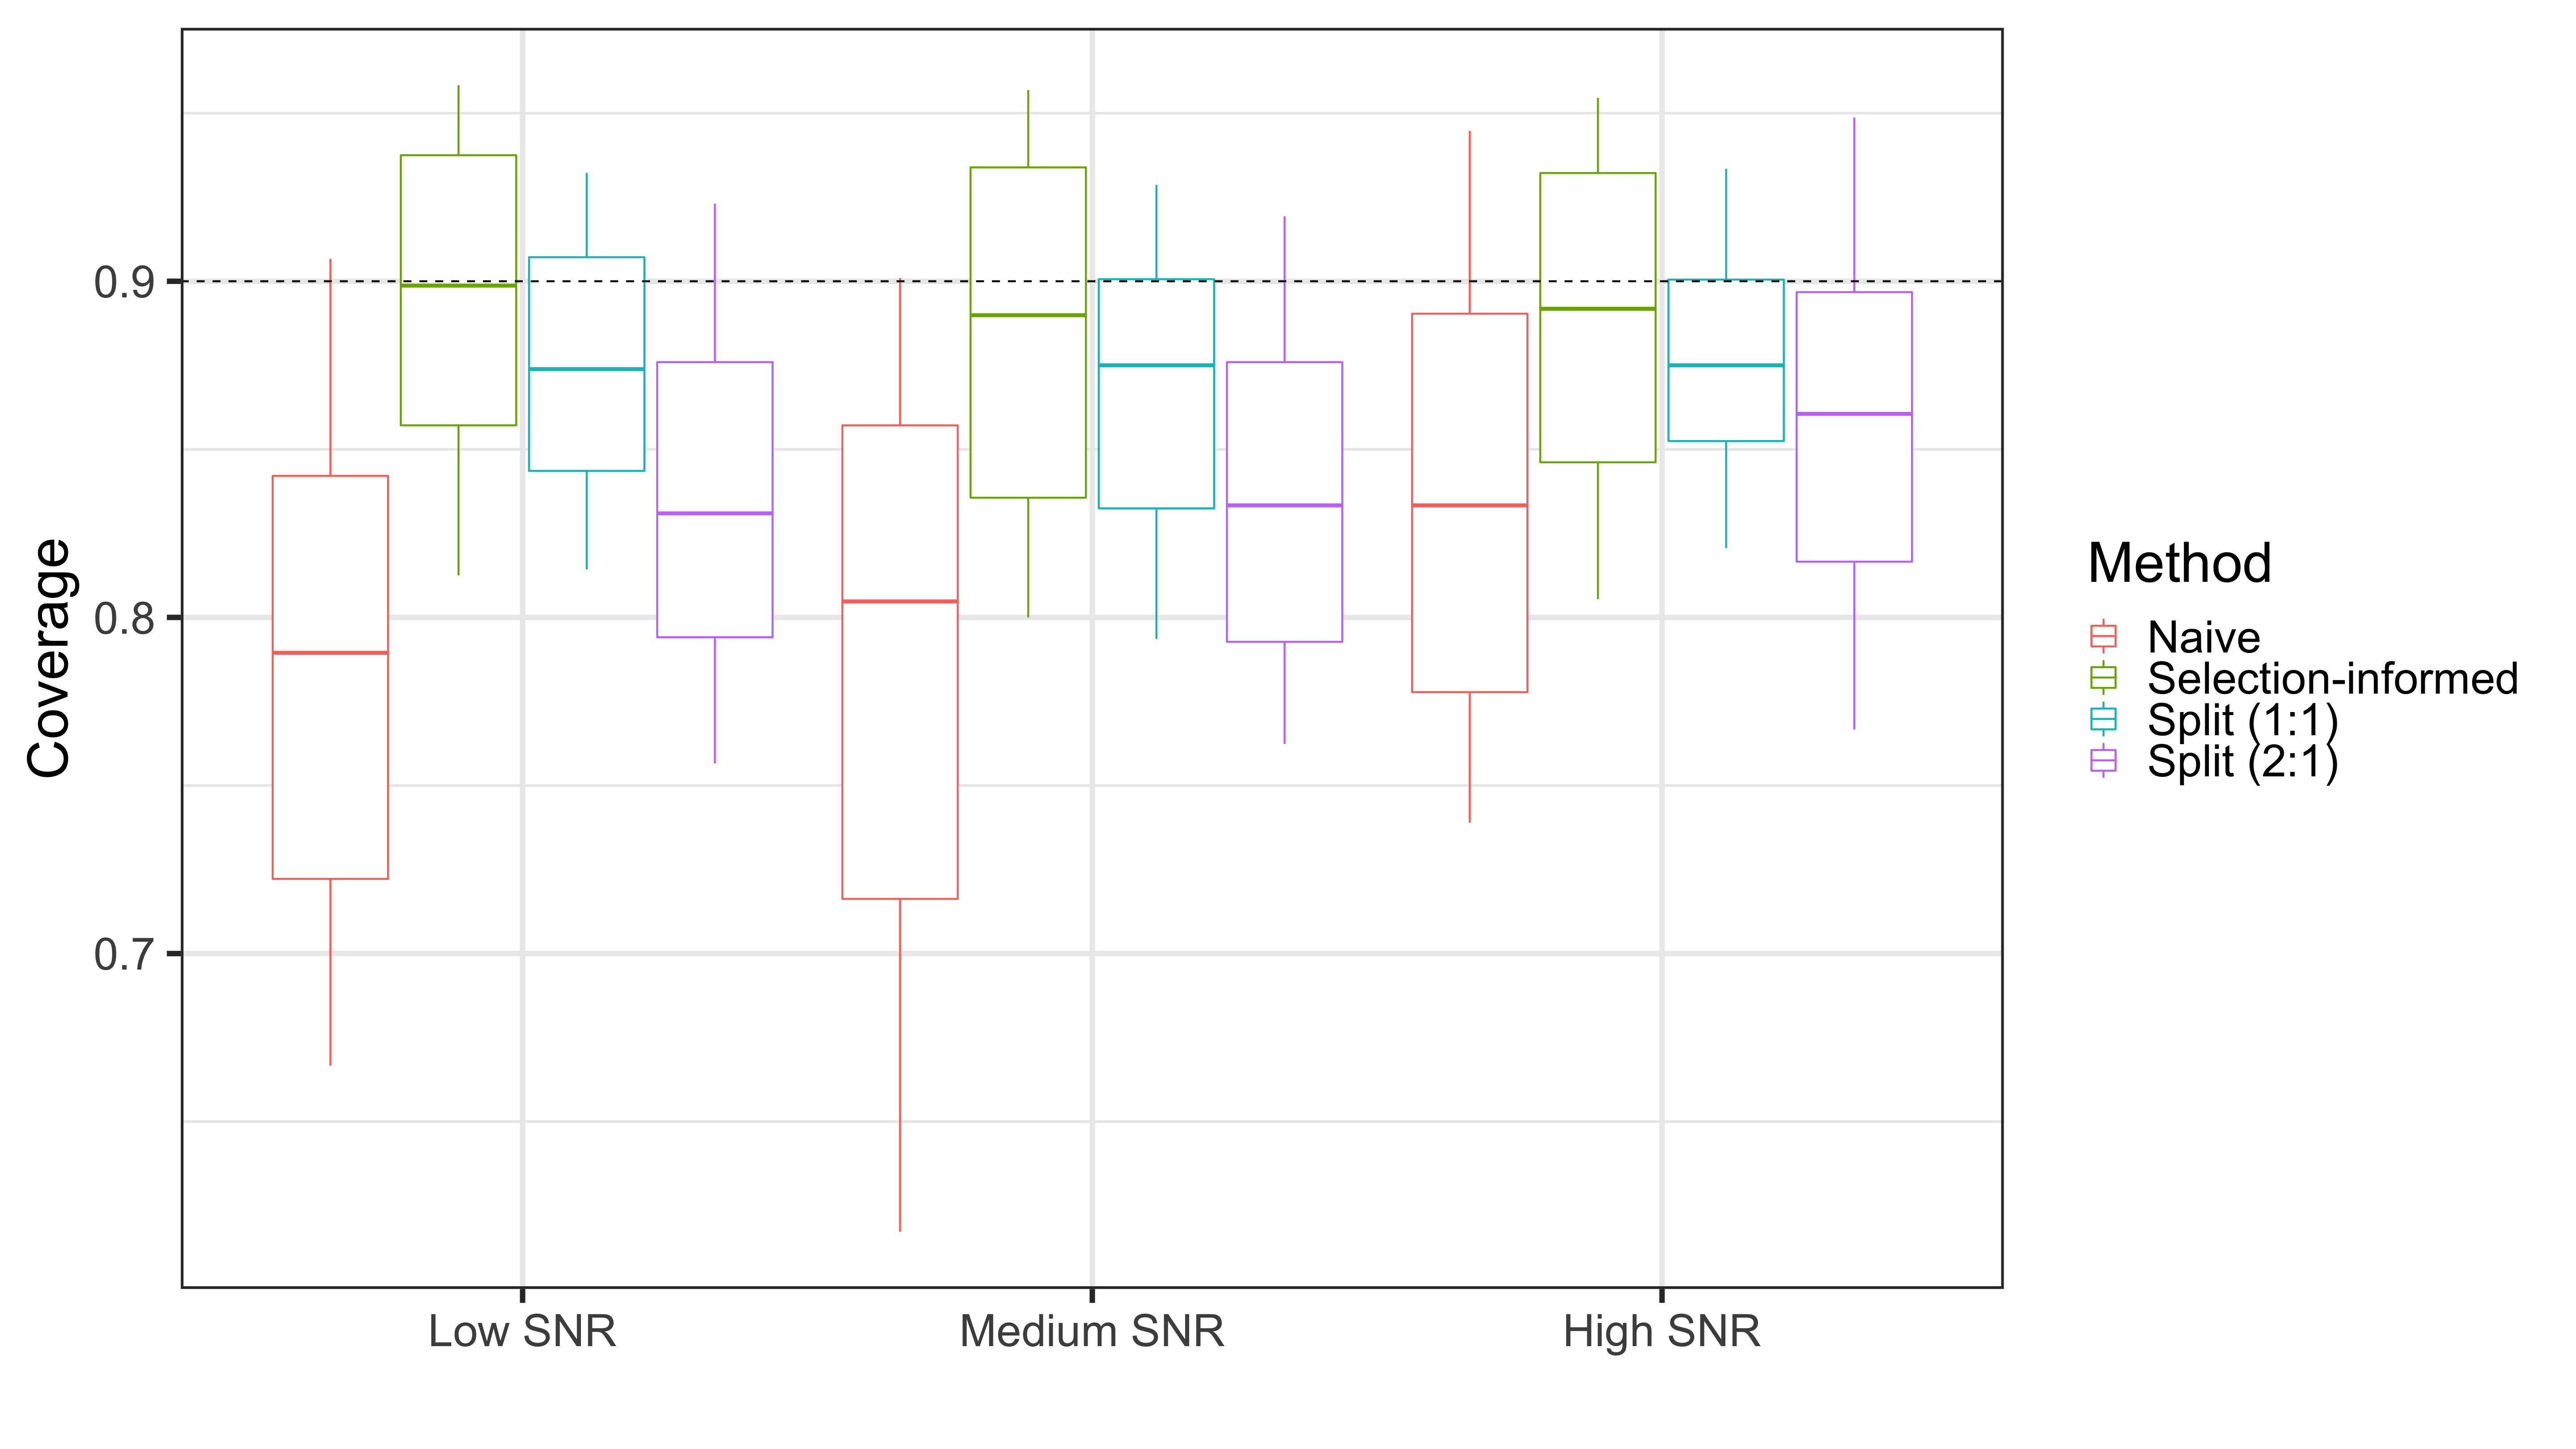 Coverage
0.9
0.8
0.7
Low SNR
Medium SNR
High SNR
Method
Naive
Selection-informed
Split (1:1)
Split (2:1)